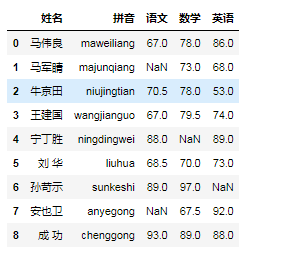 姓名 拼音 语文 数学 英语
0 马伟良 maweiliang 67.0 78.0 86.0
1 马军晴 majunqiang NaN 73.0 68.0
2 牛京田 niujingtian 70.5 78.0 53.0
3 王建国 wangjianguo 67.0 79.5 74.0
4 宁丁胜 ningdingwei 88.0 NaN 89.0
5 刘 华 liuhua 68.5 70.0 73.0
6 孙苛示 sunkeshi 89.0 97.0 NaN
7 安也卫 anyegong NaN 67.5 92.0
8 成 功 chenggong 93.0 89.0 88.0